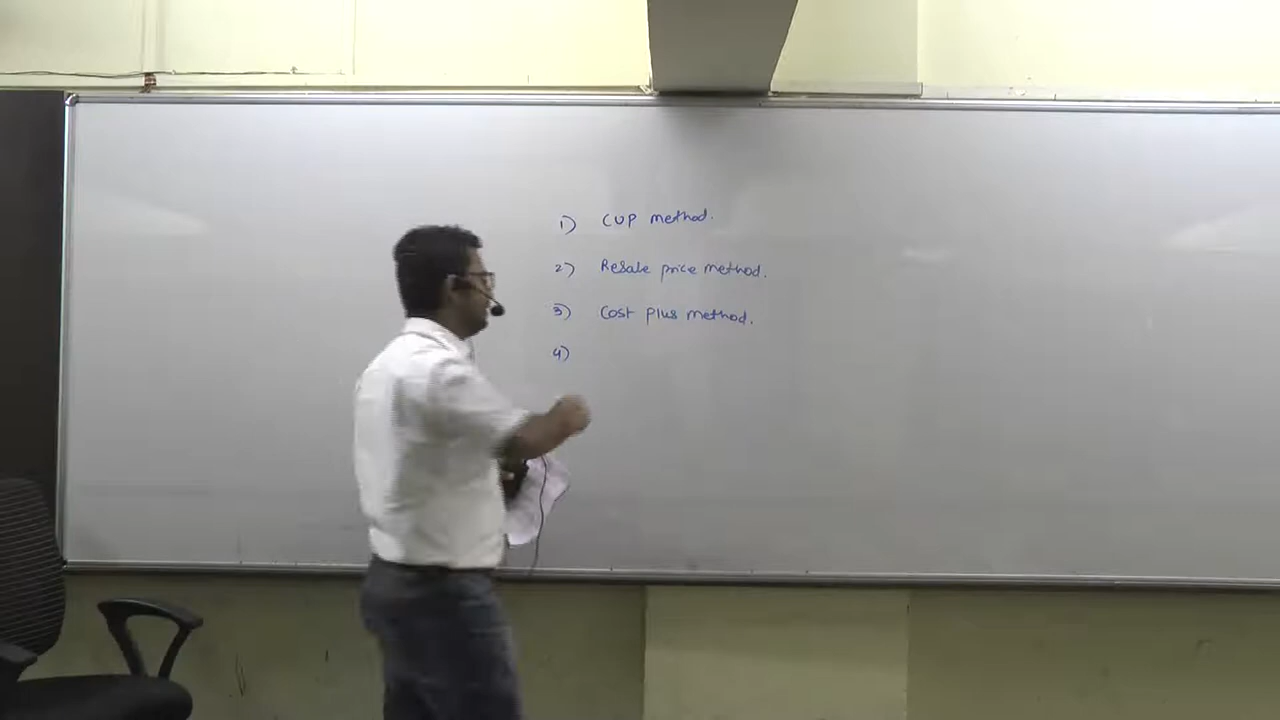 1) CUP method.
2) Resale price method.
3) Cost plus method.
4)